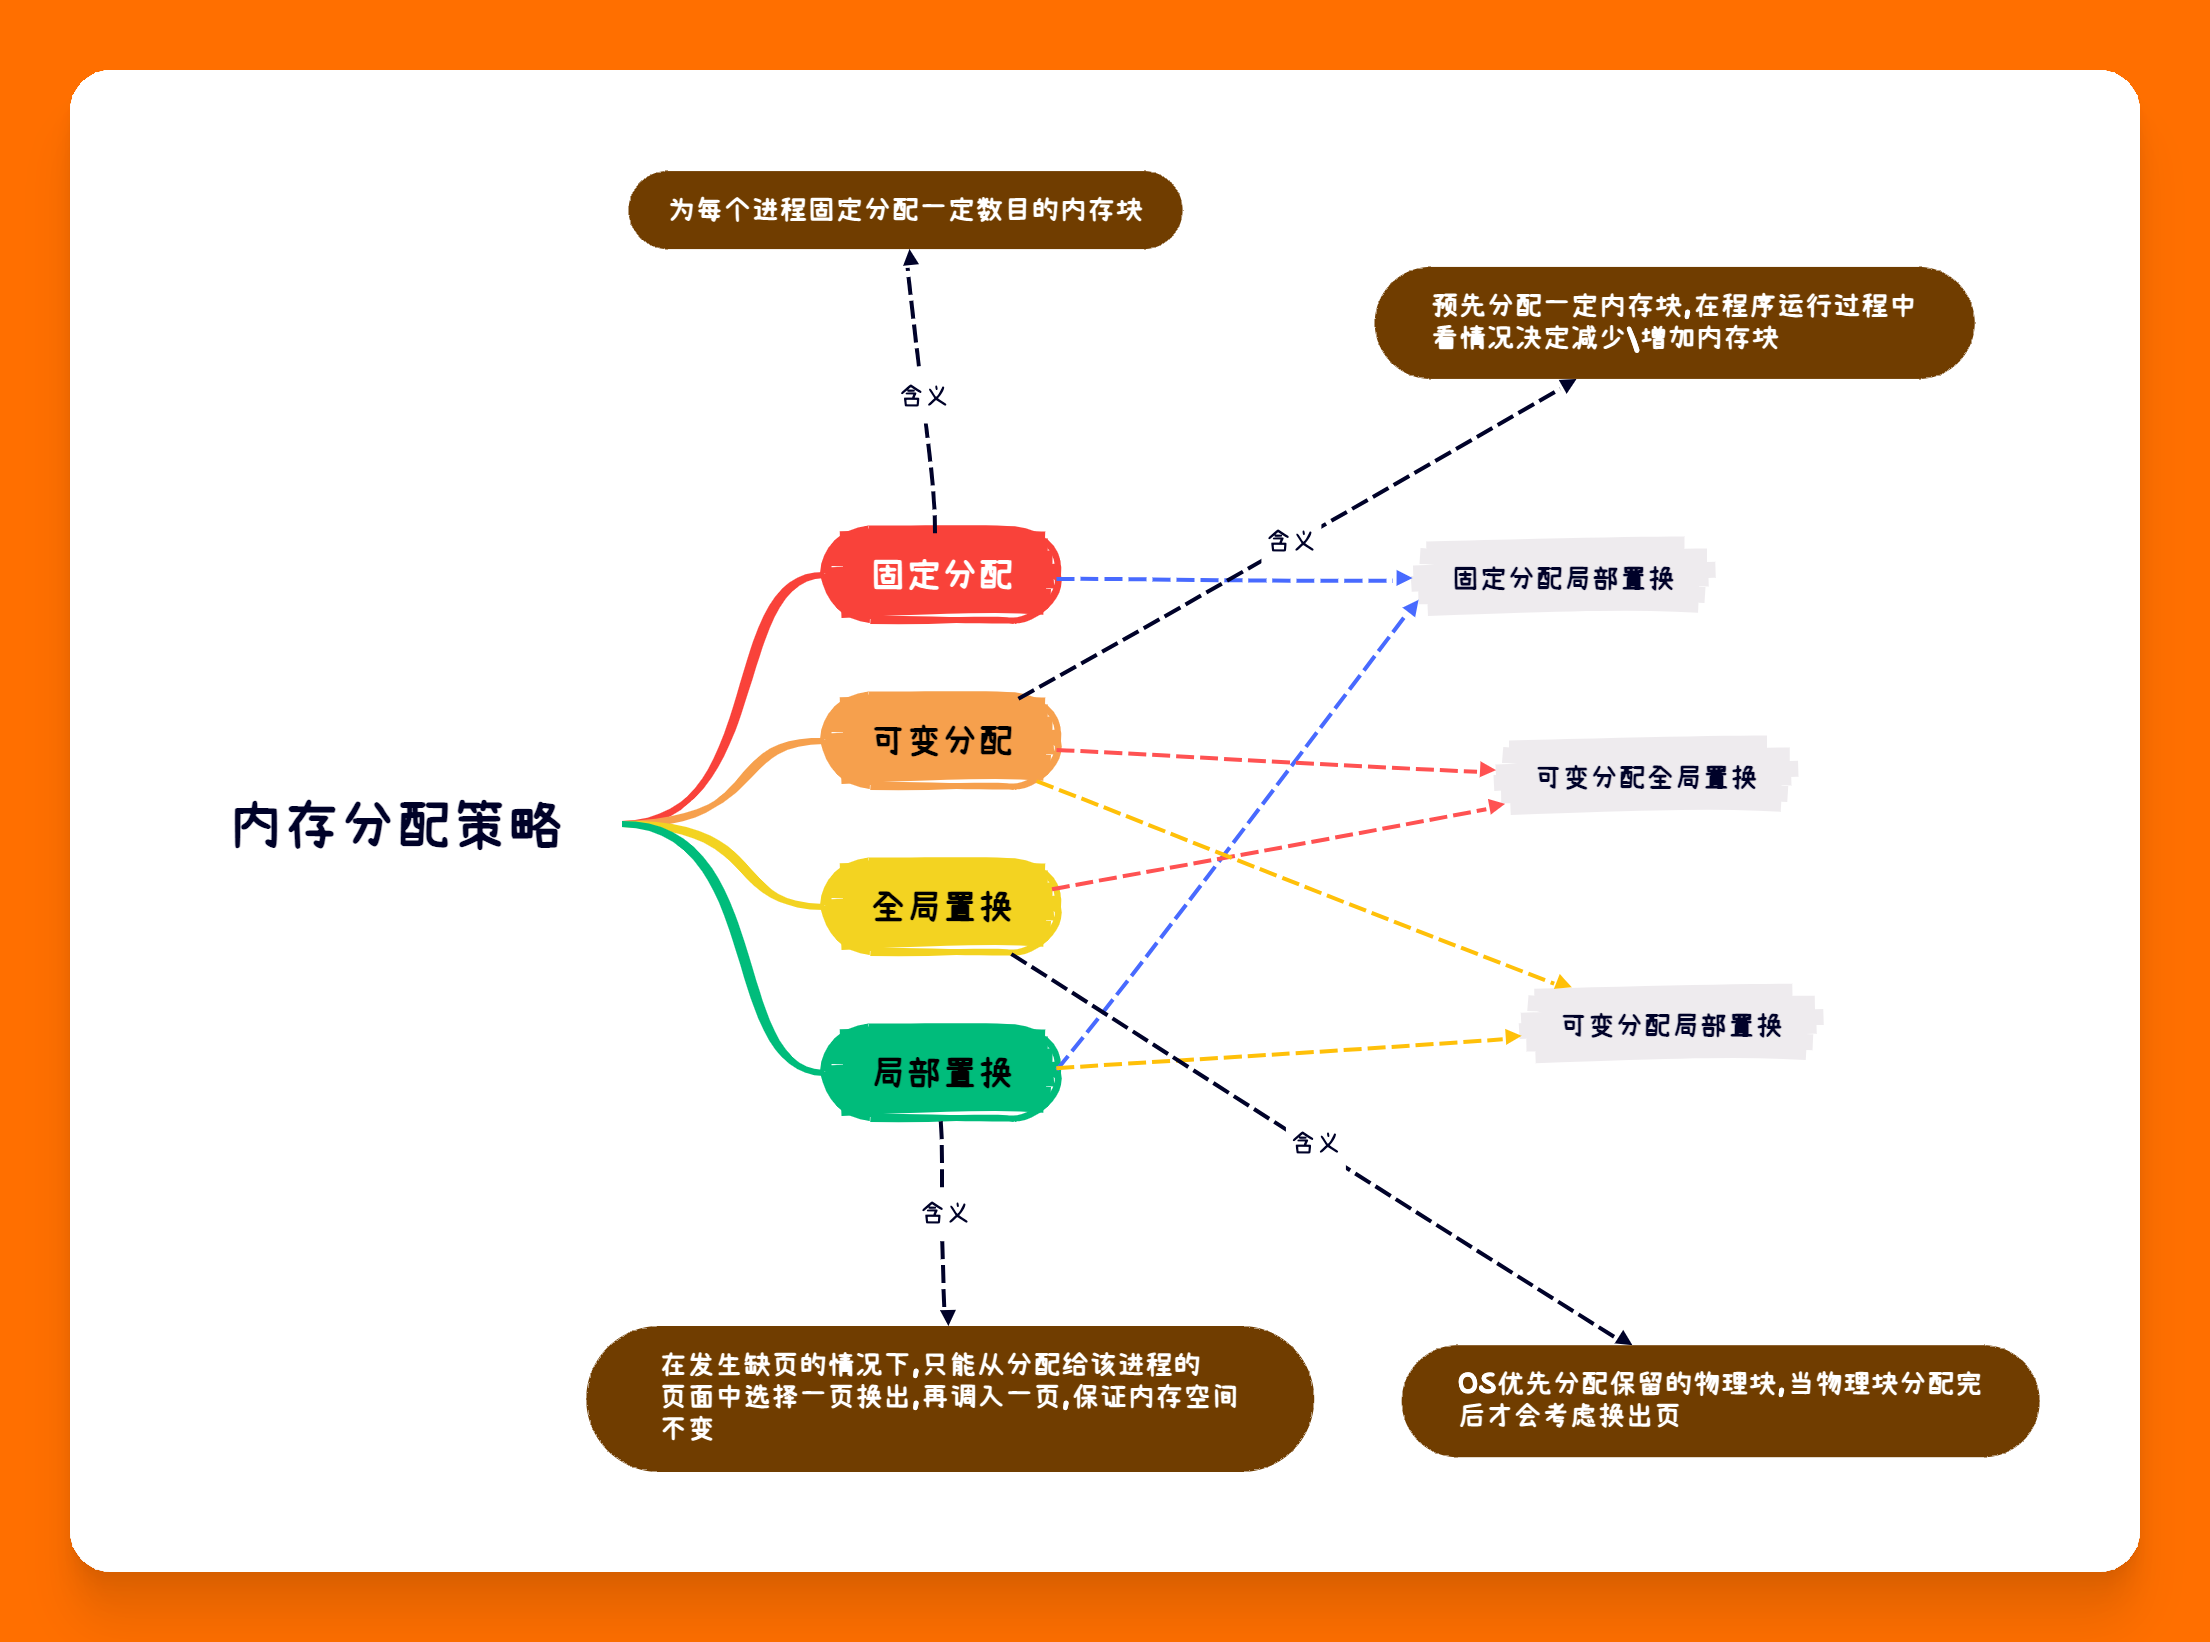 为每个进程固定分配一定数目的内存块
预先分配一定内存块,在程序运行过程中
看情况决定减少\增加内存块
含义
含义
固定分配
固定分配局部置换
可变分配
可变分配全局置换
内存分配策略
全局置换
可变分配局部置换
局部置换
含义
含义
在发生缺页的情况下,只能从分配给该进程的
页面中选择一页换出,再调入一页,保证内存空间
不变
OS优先分配保留的物理块,当物理块分配完
后才会考虑换出页